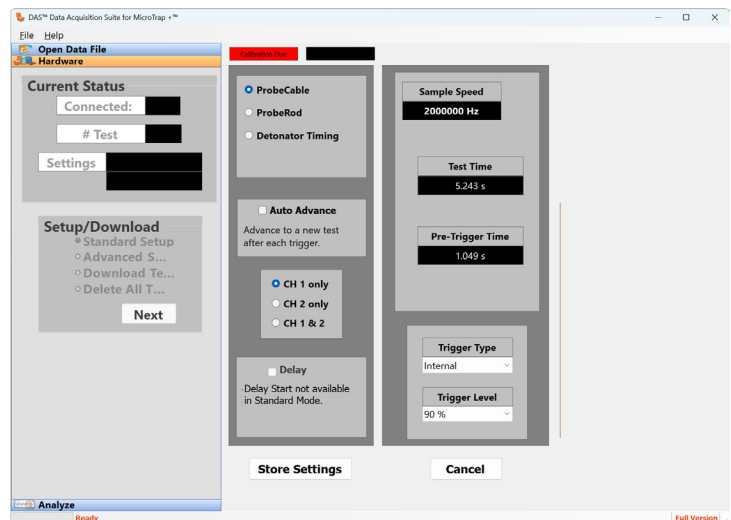 DAS™ Data Acquisition Suite for MicroTrap +™
File Help
Open Data File
Hardware
Current Status
Connected:
# Test
Settings
Setup/Download
Standard Setup
Advanced S...
Download Te...
Delete All T...
Next
Analyze
Calibration Due
ProbeCable
ProbeRod
Detonator Timing
Auto Advance
Advance to a new test
after each trigger.
CH 1 only
CH 2 only
CH 1 & 2
Delay
Delay Start not available
in Standard Mode.
Sample Speed
2000000 Hz
Test Time
5.243 s
Pre-Trigger Time
1.049 s
Trigger Type
Internal
Trigger Level
90 %
Store Settings
Cancel
Ready
Full Version